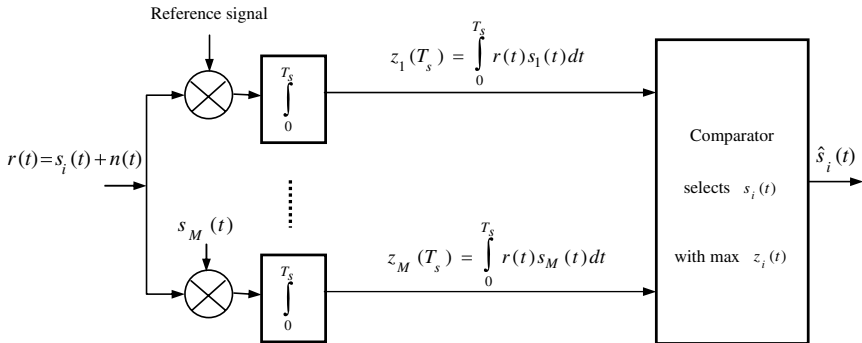 Reference signal
z_1(T_s) = ∫_0^{T_s} r(t)s_1(t)dt
T_s
∫
0
r(t)=s_i(t)+n(t)
Comparator
selects s_i(t)
with max z_i(t)
ŝ_i(t)
s_M(t)
z_M(T_s) = ∫_0^{T_s} r(t)s_M(t)dt
T_s
∫
0